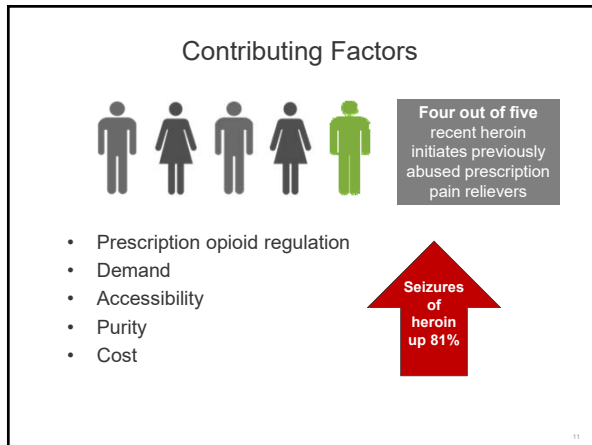 Contributing Factors
Four out of five
recent heroin
initiates previously
abused prescription
pain relievers
• Prescription opioid regulation
• Demand
• Accessibility
• Purity
• Cost
Seizures
of
heroin
up 81%
11